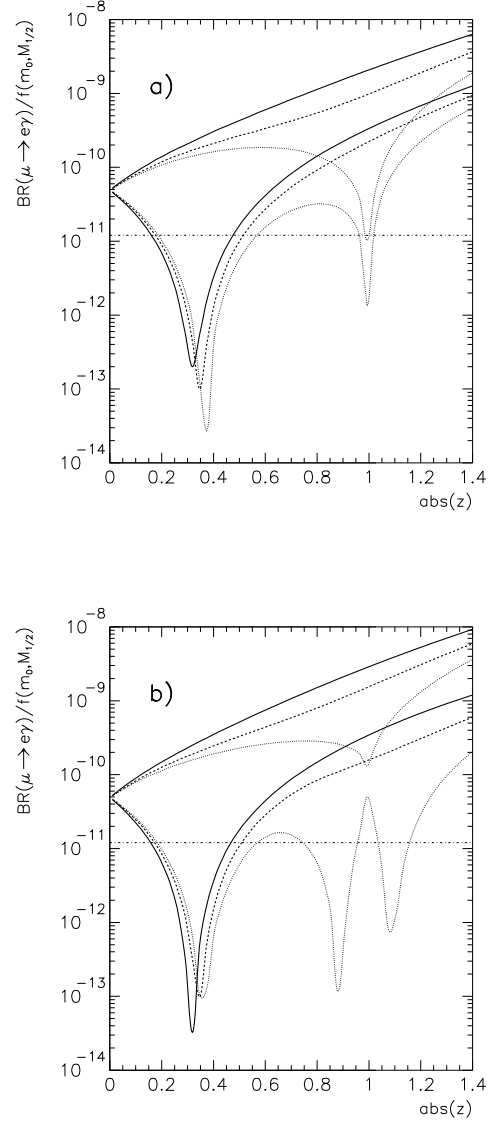 BR(μ → eγ)/f(m₀,M₁/₂)
10⁻⁸
10⁻⁹
10⁻¹⁰
10⁻¹¹
10⁻¹²
10⁻¹³
10⁻¹⁴
a)
0 0.2 0.4 0.6 0.8 1 1.2 1.4
abs(z)
BR(μ → eγ)/f(m₀,M₁/₂)
10⁻⁸
10⁻⁹
10⁻¹⁰
10⁻¹¹
10⁻¹²
10⁻¹³
10⁻¹⁴
b)
0 0.2 0.4 0.6 0.8 1 1.2 1.4
abs(z)